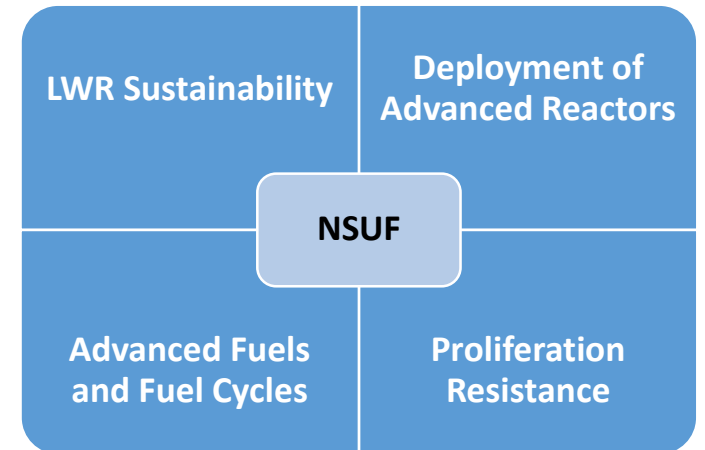 LWR Sustainability
Deployment of
Advanced Reactors
NSUF
Advanced Fuels
and Fuel Cycles
Proliferation
Resistance